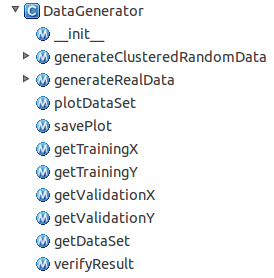 DataGenerator
__init__
generateClusteredRandomData
generateRealData
plotDataSet
savePlot
getTrainingX
getTrainingY
getValidationX
getValidationY
getDataSet
verifyResult